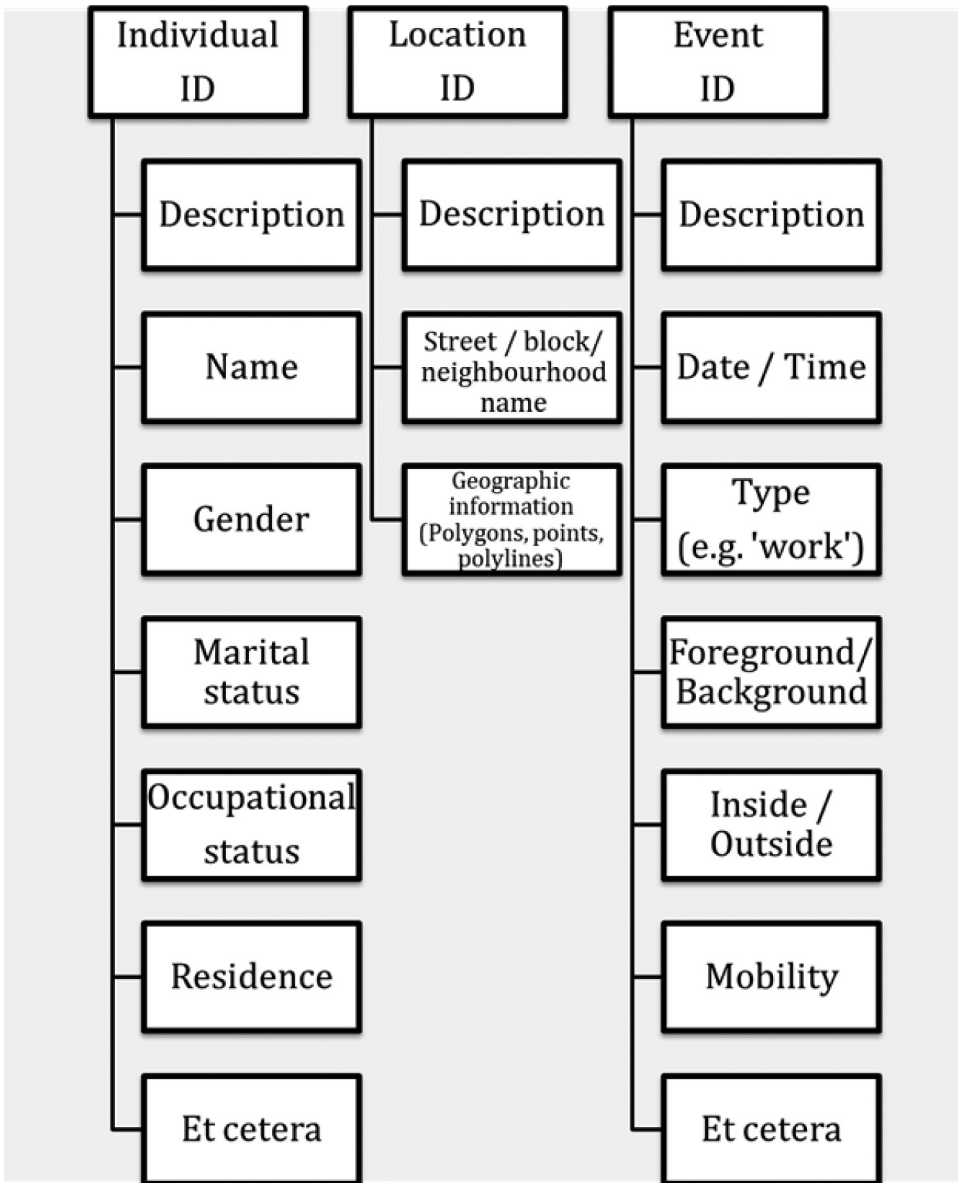 Individual
ID
Location
ID
Event
ID
Description
Name
Gender
Marital
status
Occupational
status
Residence
Et cetera
Description
Street / block/
neighbourhood
name
Geographic
information
(Polygons, points,
polylines)
Description
Date / Time
Type
(e.g. 'work')
Foreground/
Background
Inside /
Outside
Mobility
Et cetera